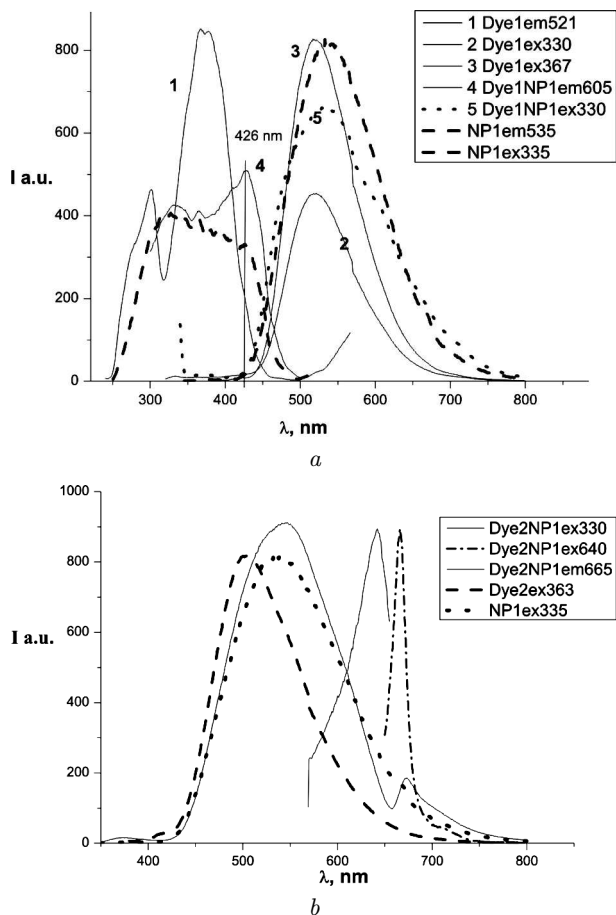 1 Dye1em521
2 Dye1ex330
3 Dye1ex367
4 Dye1NP1em605
5 Dye1NP1ex330
NP1em535
NP1ex335
800
600
400
200
0
I a.u.
1
3
5
4
2
426 nm
300 400 500 600 700 800
λ, nm
a
1000
800
600
400
200
0
I a.u.
Dye2NP1ex330
Dye2NP1ex640
Dye2NP1em665
Dye2ex363
NP1ex335
400 500 600 700 800
λ, nm
b